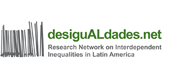 desiguALdades.net
Research Network on Interdependent
Inequalities in Latin America